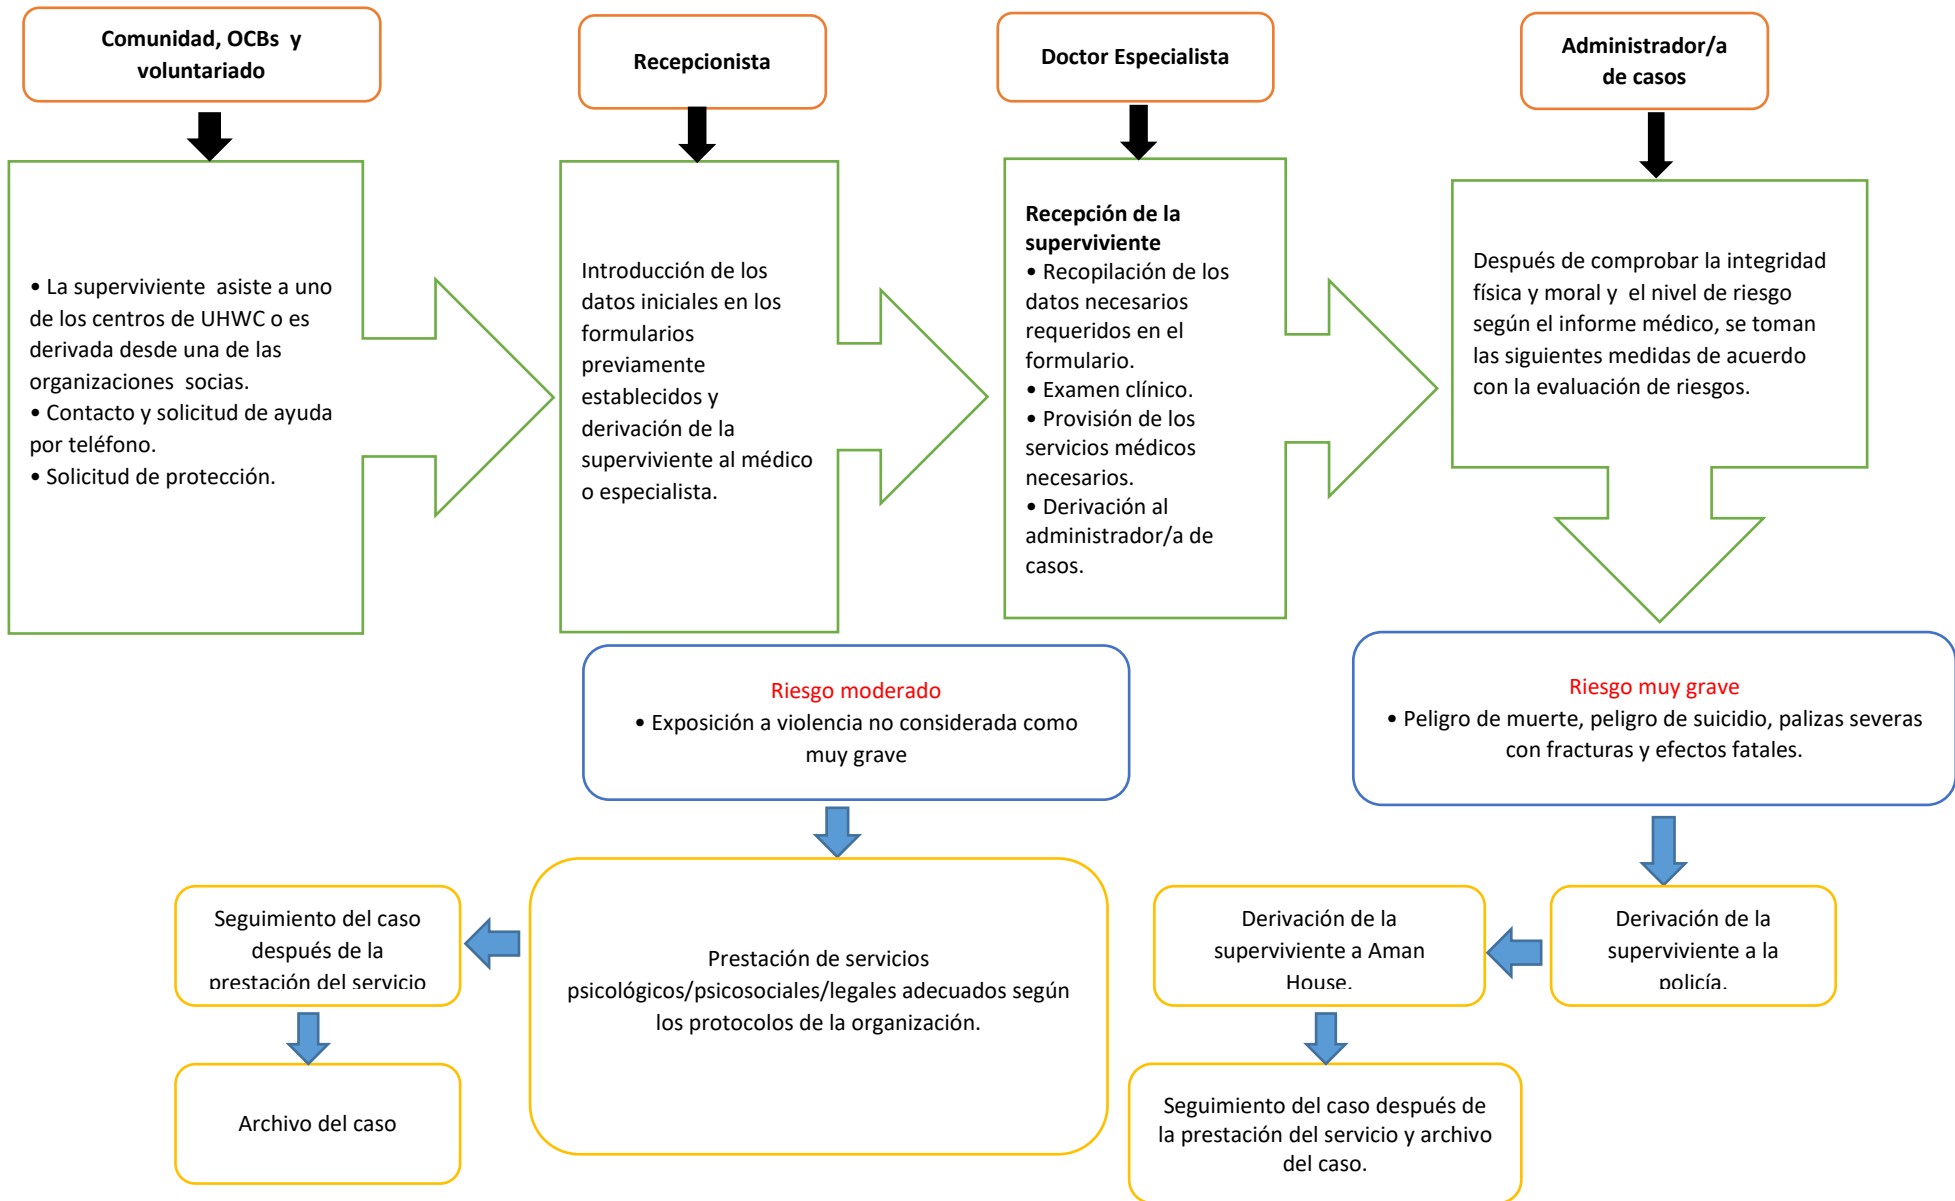 Comunidad, OCBs y
voluntariado
Recepcionista
Doctor Especialista
Administrador/a
de casos
• La superviviente asiste a uno
de los centros de UHWC o es
derivada desde una de las
organizaciones socias.
• Contacto y solicitud de ayuda
por teléfono.
• Solicitud de protección.
Introducción de los
datos iniciales en los
formularios
previamente
establecidos y
derivación de la
superviviente al médico
o especialista.
Recepción de la
superviviente
• Recopilación de los
datos necesarios
requeridos en el
formulario.
• Examen clínico.
• Provisión de los
servicios médicos
necesarios.
• Derivación al
administrador/a de
casos.
Después de comprobar la integridad
física y moral y el nivel de riesgo
según el informe médico, se toman
las siguientes medidas de acuerdo
con la evaluación de riesgos.
Riesgo moderado
• Exposición a violencia no considerada como
muy grave
Riesgo muy grave
• Peligro de muerte, peligro de suicidio, palizas severas
con fracturas y efectos fatales.
Seguimiento del caso
después de la
prestación del servicio
Prestación de servicios
psicológicos/psicosociales/legales adecuados según
los protocolos de la organización.
Derivación de la
superviviente a Aman
House.
Derivación de la
superviviente a la
policía.
Archivo del caso
Seguimiento del caso después de
la prestación del servicio y archivo
del caso.